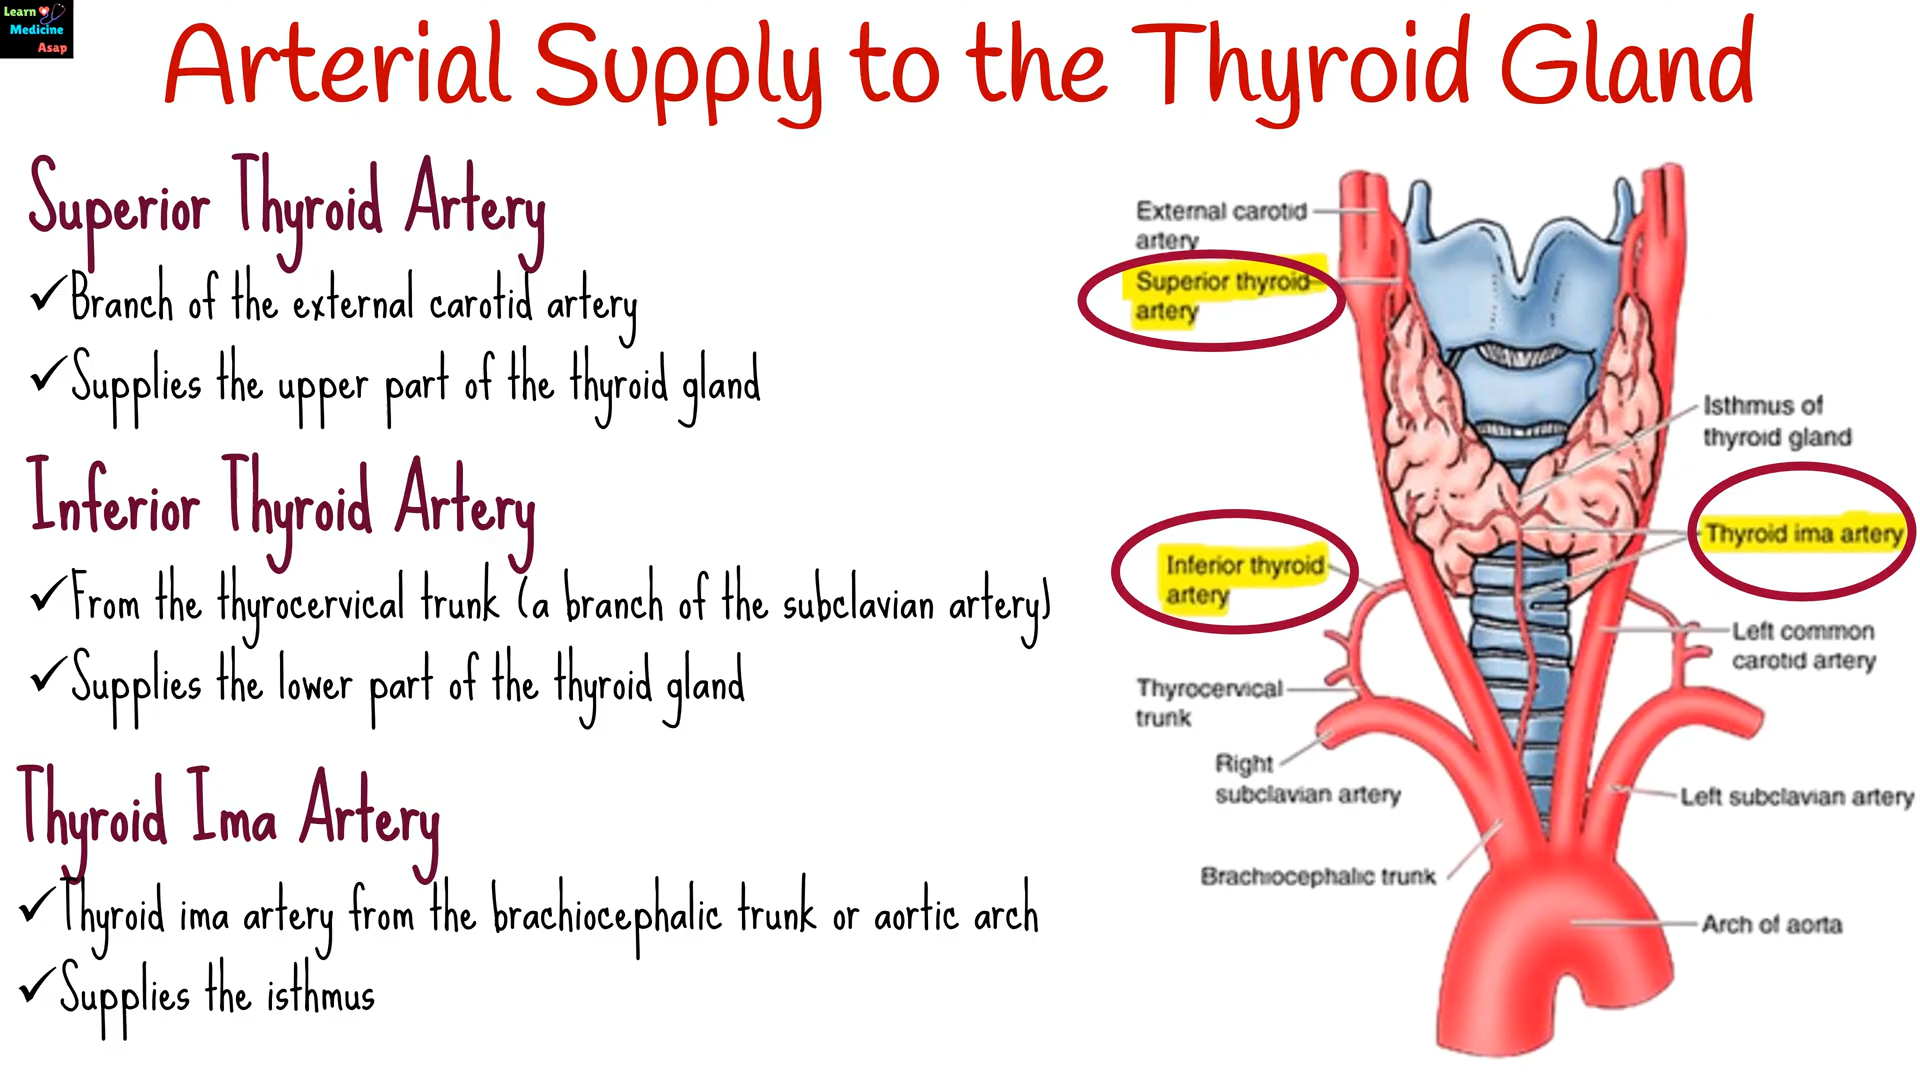 Learn
Medicine
Asap
Arterial Supply to the Thyroid Gland
Superior Thyroid Artery
✓Branch of the external carotid artery
✓Supplies the upper part of the thyroid gland
Inferior Thyroid Artery
✓From the thyrocervical trunk (a branch of the subclavian artery)
✓Supplies the lower part of the thyroid gland
Thyroid Ima Artery
✓Thyroid ima artery from the brachiocephalic trunk or aortic arch
✓Supplies the isthmus
External carotid
artery
Superior thyroid
artery
Isthmus of
thyroid gland
Thyroid ima artery
Inferior thyroid
artery
Left common
carotid artery
Thyrocervical
trunk
Right
subclavian artery
Left subclavian artery
Brachiocephalic trunk
Arch of aorta